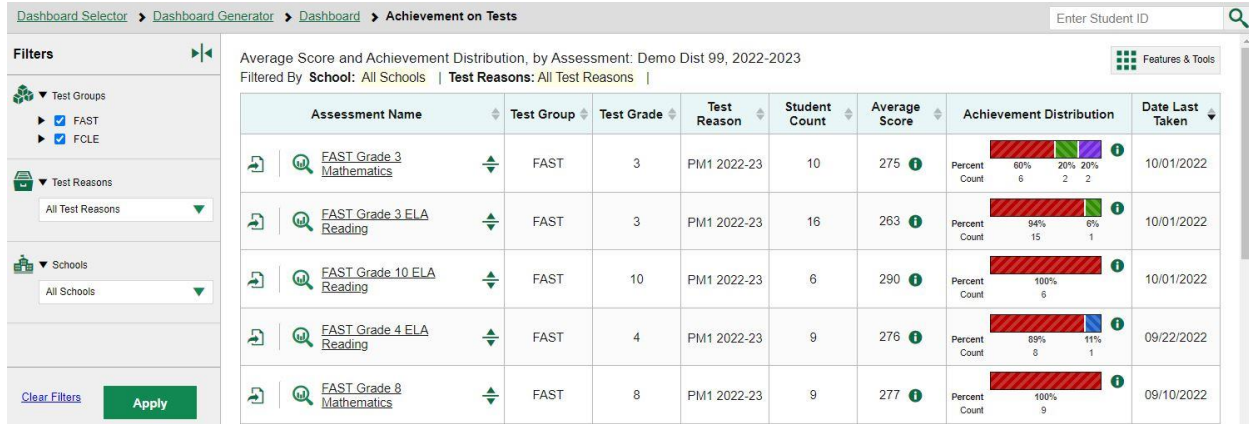 Dashboard Selector > Dashboard Generator > Dashboard > Achievement on Tests
Enter Student ID
Filters
Test Groups
FAST
FCLE
Test Reasons
All Test Reasons
Schools
All Schools
Clear Filters
Apply
Average Score and Achievement Distribution, by Assessment: Demo Dist 99, 2022-2023
Filtered By School: All Schools | Test Reasons: All Test Reasons |
Features & Tools
Assessment Name Test Group Test Grade Test Reason Student Count Average Score Achievement Distribution Date Last Taken
FAST Grade 3 Mathematics FAST 3 PM1 2022-23 10 275 10/01/2022
Percent 60% 20% 20%
Count 6 2 2
FAST Grade 3 ELA Reading FAST 3 PM1 2022-23 16 263 10/01/2022
Percent 94% 6%
Count 15 1
FAST Grade 10 ELA Reading FAST 10 PM1 2022-23 6 290 10/01/2022
Percent 100%
Count 6
FAST Grade 4 ELA Reading FAST 4 PM1 2022-23 9 276 09/22/2022
Percent 89% 11%
Count 8 1
FAST Grade 8 Mathematics FAST 8 PM1 2022-23 9 277 09/10/2022
Percent 100%
Count 9